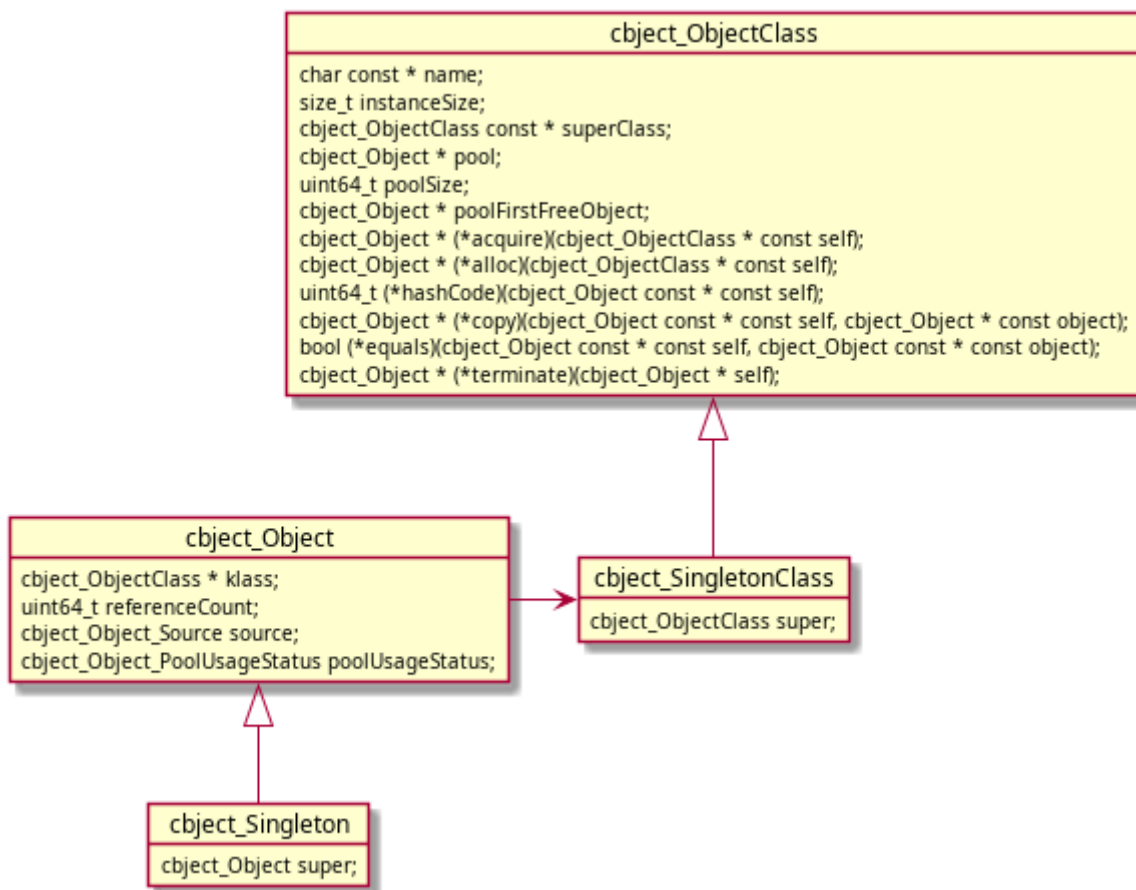 cbject_ObjectClass
char const * name;
size_t instanceSize;
cbject_ObjectClass const * superClass;
cbject_Object * pool;
uint64_t poolSize;
cbject_Object * poolFirstFreeObject;
cbject_Object * (*acquire)(cbject_ObjectClass * const self);
cbject_Object * (*alloc)(cbject_ObjectClass * const self);
uint64_t (*hashCode)(cbject_Object const * const self);
cbject_Object * (*copy)(cbject_Object const * const self, cbject_Object * const object);
bool (*equals)(cbject_Object const * const self, cbject_Object const * const object);
cbject_Object * (*terminate)(cbject_Object * self);
cbject_Object
cbject_ObjectClass * klass;
uint64_t referenceCount;
cbject_Object_Source source;
cbject_Object_PoolUsageStatus poolUsageStatus;
cbject_SingletonClass
cbject_ObjectClass super;
cbject_Singleton
cbject_Object super;